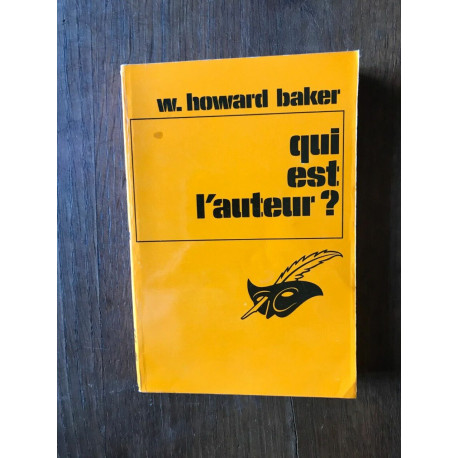 w. howard baker
qui
est
l'auteur ?